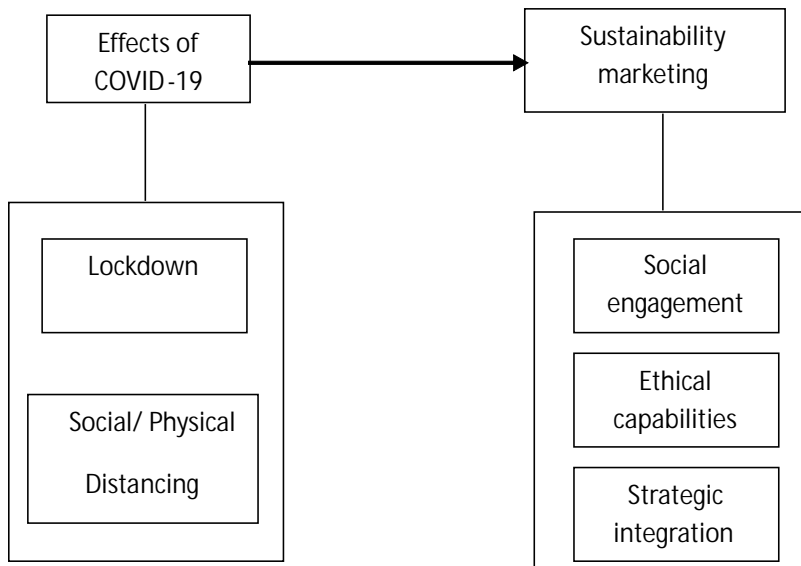 Effects of
COVID-19
Sustainability
marketing
Lockdown
Social/ Physical
Distancing
Social
engagement
Ethical
capabilities
Strategic
integration